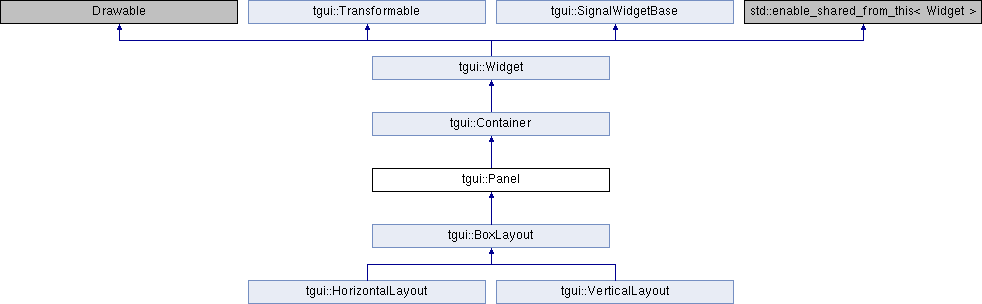 Drawable
tgui::Transformable
tgui::SignalWidgetBase
std::enable_shared_from_this< Widget >
tgui::Widget
tgui::Container
tgui::Panel
tgui::BoxLayout
tgui::HorizontalLayout
tgui::VerticalLayout